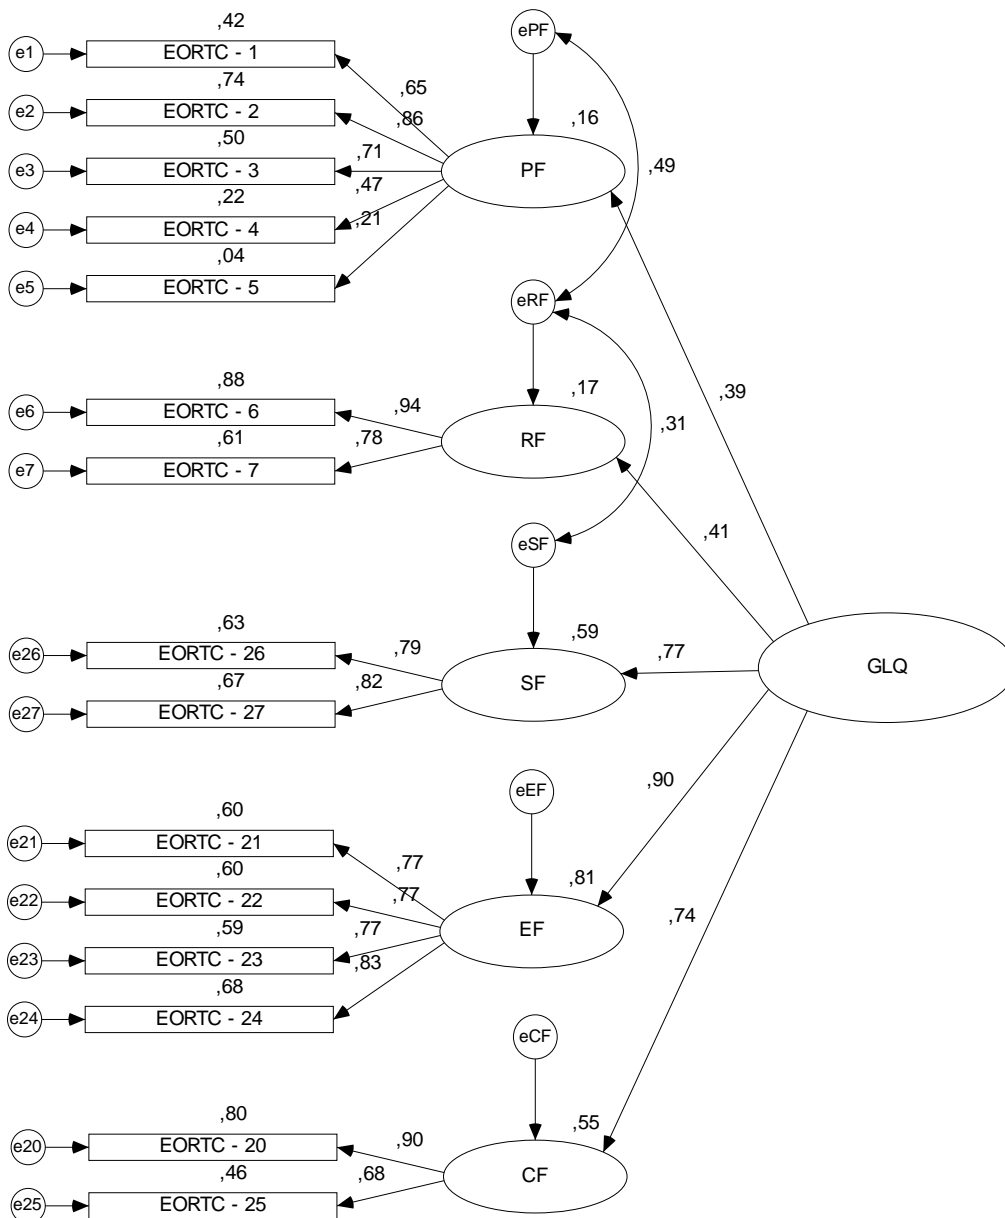 ,42
e1
EORTC - 1
,65
,74
e2
EORTC - 2
,86
,50
e3
EORTC - 3
,71
,22
e4
EORTC - 4
,47
,04
e5
EORTC - 5
,21
ePF
,16
PF
,49
eRF
,88
e6
EORTC - 6
,94
,61
e7
EORTC - 7
,78
,17
RF
,39
,31
,41
eSF
,63
e26
EORTC - 26
,79
,67
e27
EORTC - 27
,82
,59
SF
,77
GLQ
eEF
,60
e21
EORTC - 21
,77
,60
e22
EORTC - 22
,77
,59
e23
EORTC - 23
,77
,68
e24
EORTC - 24
,83
,81
EF
,90
,74
eCF
,80
e20
EORTC - 20
,90
,46
e25
EORTC - 25
,68
,55
CF